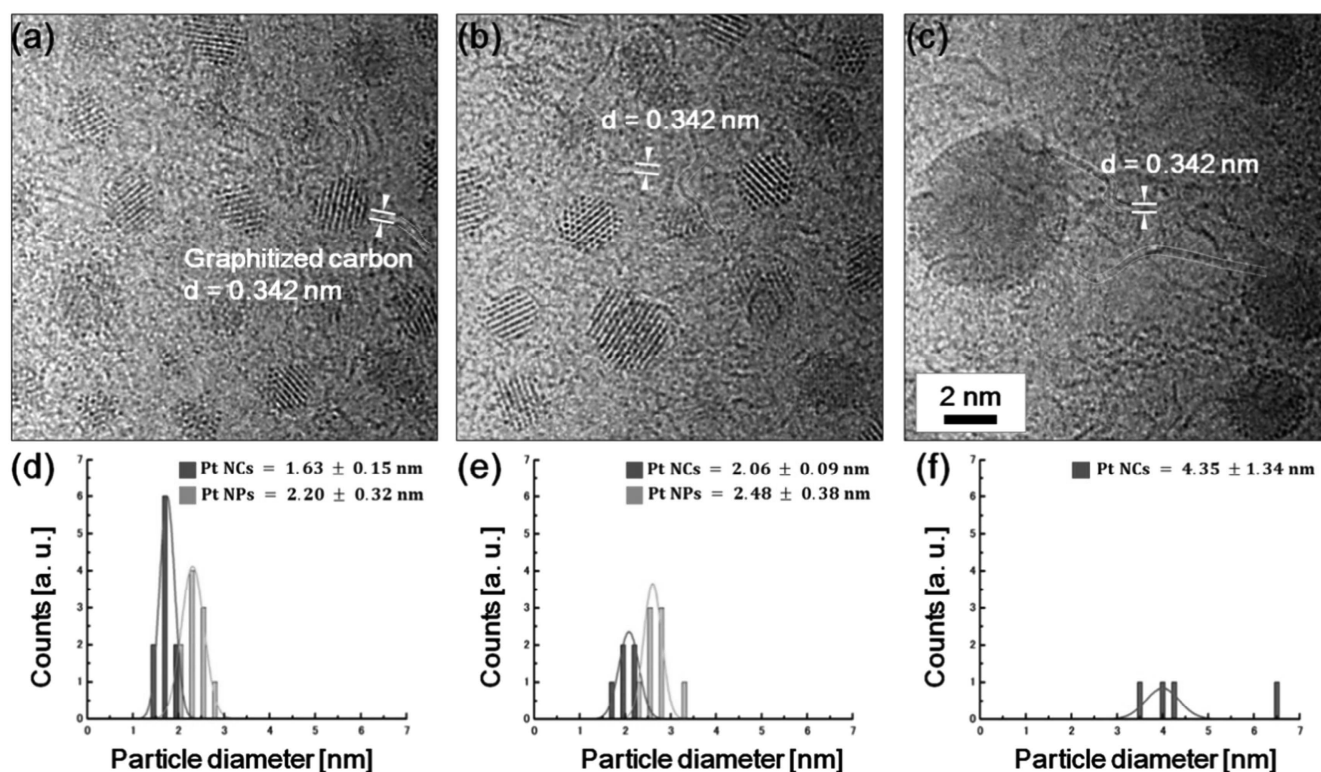 (a)
Graphitized carbon
d = 0.342 nm
(b)
d = 0.342 nm
(c)
d = 0.342 nm
2 nm
(d)
Pt NCs = 1.63 ± 0.15 nm
Pt NPs = 2.20 ± 0.32 nm
Counts [a. u.]
7
6
5
4
3
2
1
0
0 1 2 3 4 5 6 7
Particle diameter [nm]
(e)
Pt NCs = 2.06 ± 0.09 nm
Pt NPs = 2.48 ± 0.38 nm
Counts [a. u.]
7
6
5
4
3
2
1
0
0 1 2 3 4 5 6 7
Particle diameter [nm]
(f)
Pt NCs = 4.35 ± 1.34 nm
Counts [a. u.]
7
6
5
4
3
2
1
0
0 1 2 3 4 5 6 7
Particle diameter [nm]